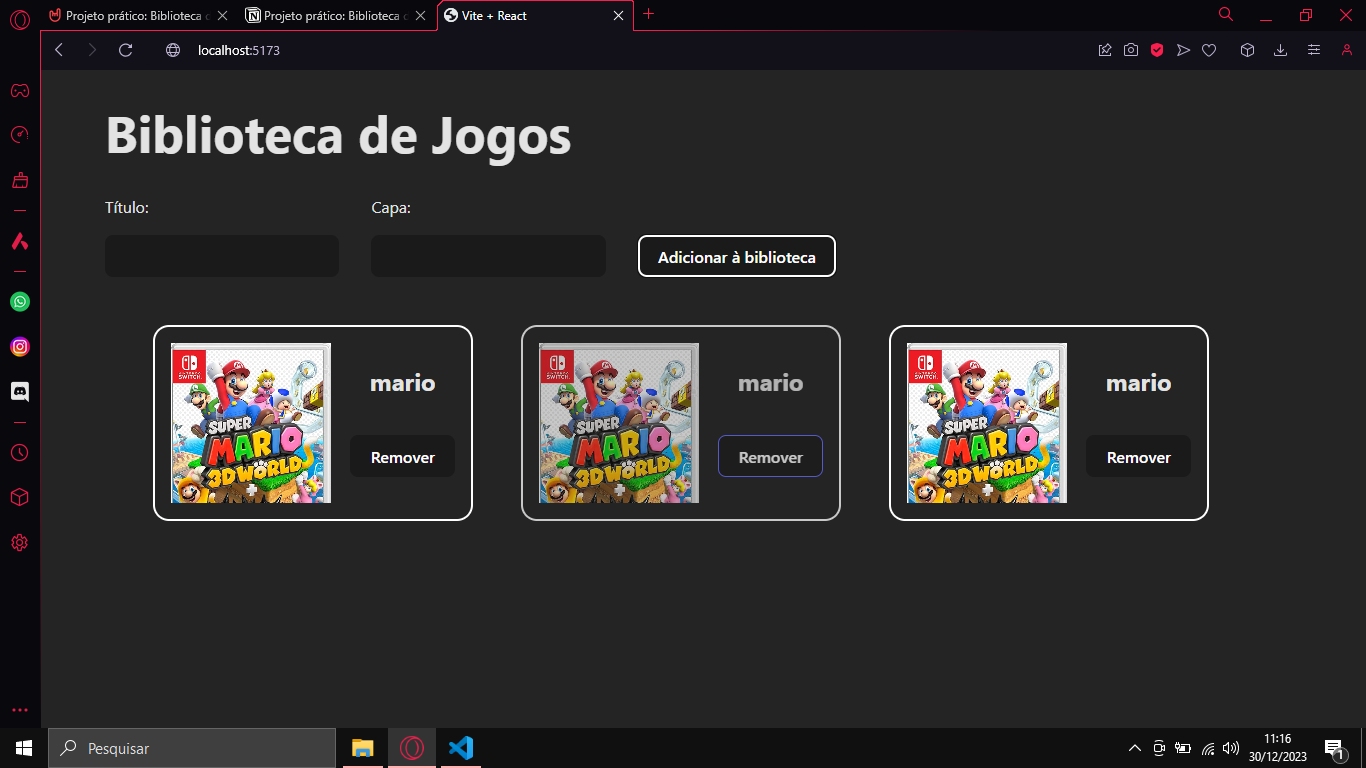 Projeto prático: Biblioteca d
Projeto prático: Biblioteca d
Vite + React
localhost:5173
Biblioteca de Jogos
Título:
Capa:
Adicionar à biblioteca
NINTENDO
SWITCH.
SUPER
MARIO
3D WORLD
+
mario
Remover
NINTENDO
SWITCH.
SUPER
MARIO
3D WORLD
+
mario
Remover
NINTENDO
SWITCH.
SUPER
MARIO
3D WORLD
+
mario
Remover
Pesquisar
11:16
30/12/2023
1